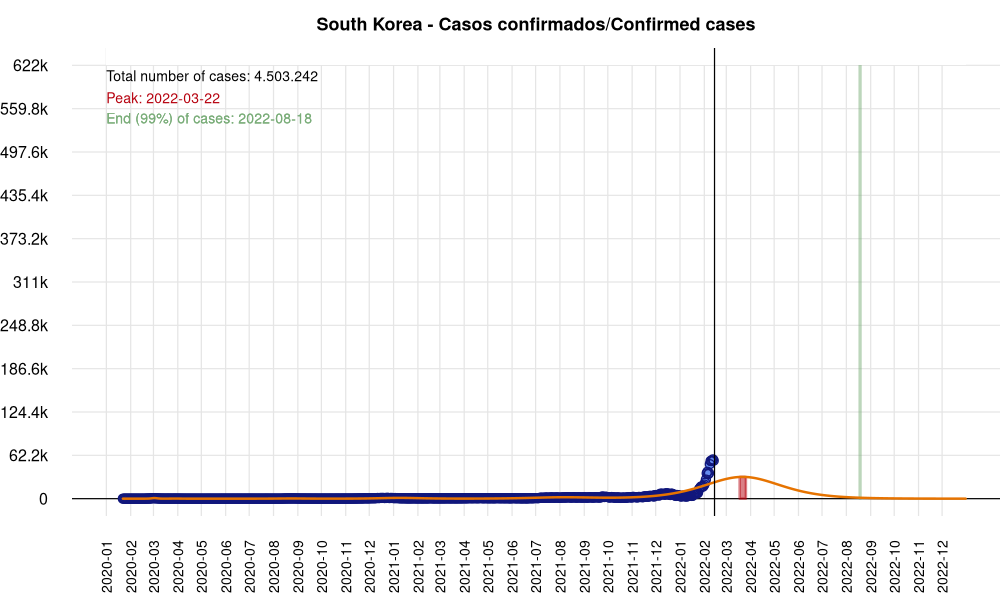 South Korea - Casos confirmados/Confirmed cases
Total number of cases: 4.503.242
Peak: 2022-03-22
End (99%) of cases: 2022-08-18
622k
559.8k
497.6k
435.4k
373.2k
311k
248.8k
186.6k
124.4k
62.2k
0
2020-01
2020-02
2020-03
2020-04
2020-05
2020-06
2020-07
2020-08
2020-09
2020-10
2020-11
2020-12
2021-01
2021-02
2021-03
2021-04
2021-05
2021-06
2021-07
2021-08
2021-09
2021-10
2021-11
2021-12
2022-01
2022-02
2022-03
2022-04
2022-05
2022-06
2022-07
2022-08
2022-09
2022-10
2022-11
2022-12